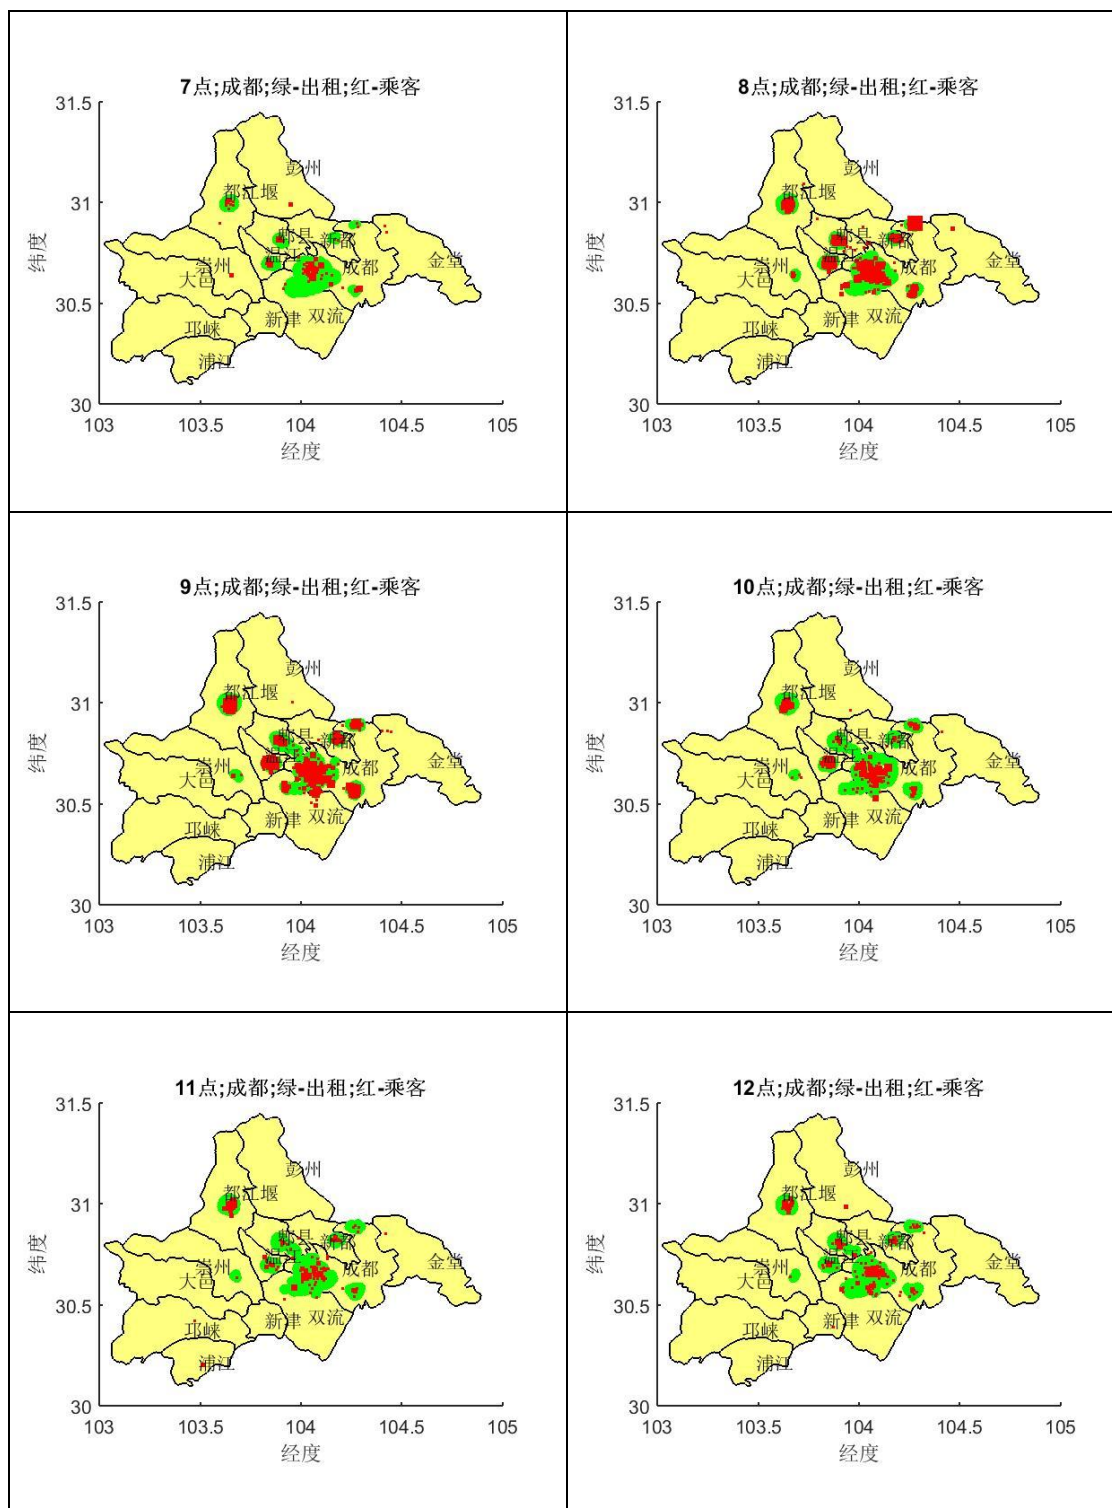 7点;成都;绿-出租;红-乘客
31.5
31
30.5
30
纬度
彭州
都江堰
郫县
新都
温江
崇州
大邑
成都
金堂
邛崃
新津
双流
浦江
103
103.5
104
104.5
105
经度
8点;成都;绿-出租;红-乘客
31.5
31
30.5
30
纬度
彭州
都江堰
郫县
新都
温江
崇州
大邑
成都
金堂
邛崃
新津
双流
浦江
103
103.5
104
104.5
105
经度
9点;成都;绿-出租;红-乘客
31.5
31
30.5
30
纬度
彭州
都江堰
郫县
新都
温江
崇州
大邑
成都
金堂
邛崃
新津
双流
浦江
103
103.5
104
104.5
105
经度
10点;成都;绿-出租;红-乘客
31.5
31
30.5
30
纬度
彭州
都江堰
郫县
新都
温江
崇州
大邑
成都
金堂
邛崃
新津
双流
浦江
103
103.5
104
104.5
105
经度
11点;成都;绿-出租;红-乘客
31.5
31
30.5
30
纬度
彭州
都江堰
郫县
新都
温江
崇州
大邑
成都
金堂
邛崃
新津
双流
浦江
103
103.5
104
104.5
105
经度
12点;成都;绿-出租;红-乘客
31.5
31
30.5
30
纬度
彭州
都江堰
郫县
新都
温江
崇州
大邑
成都
金堂
邛崃
新津
双流
浦江
103
103.5
104
104.5
105
经度